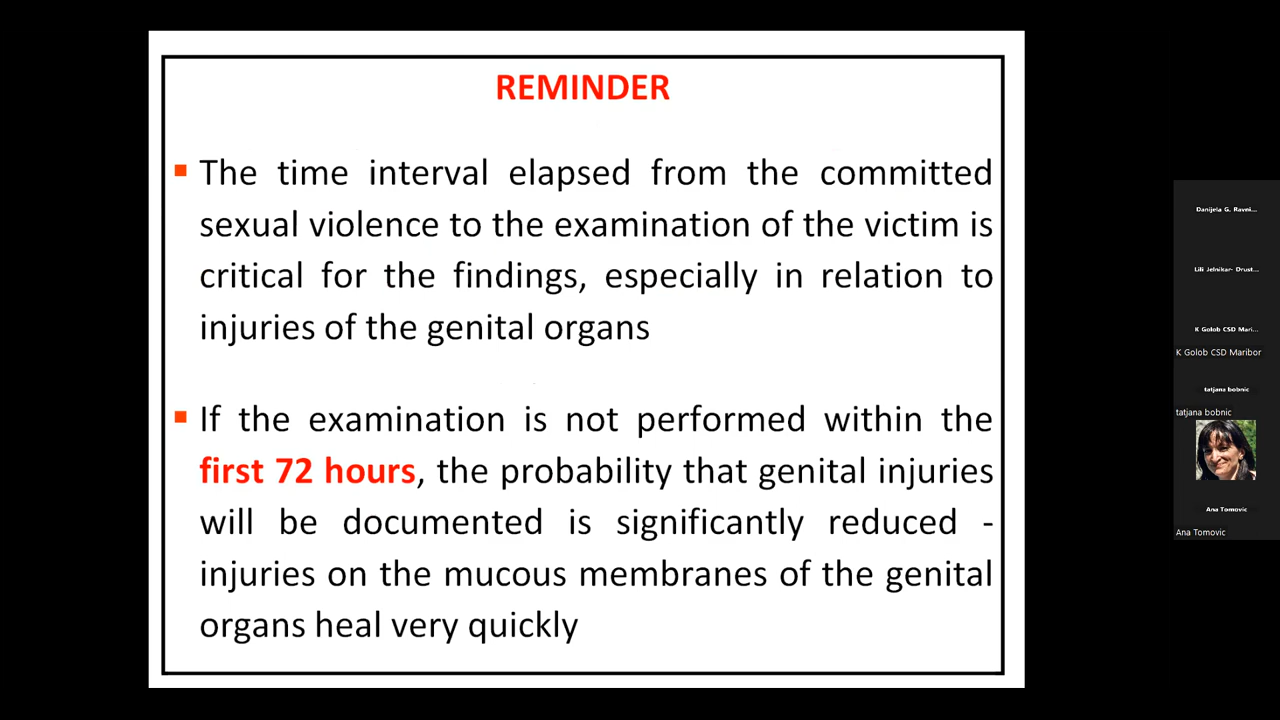 REMINDER
▪ The time interval elapsed from the committed
sexual violence to the examination of the victim is
critical for the findings, especially in relation to
injuries of the genital organs
▪ If the examination is not performed within the
first 72 hours, the probability that genital injuries
will be documented is significantly reduced -
injuries on the mucous membranes of the genital
organs heal very quickly
Danijela G. Ravni...
Lili Jelnikar- Drust...
K Golob CSD Mari...
K Golob CSD Maribor
tatjana bobnic
tatjana bobnic
Ana Tomovic
Ana Tomovic